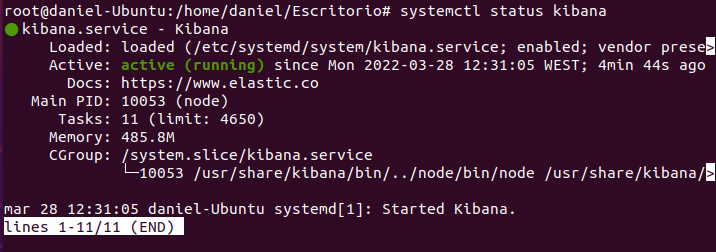 root@daniel-Ubuntu:/home/daniel/Escritorio# systemctl status kibana
● kibana.service - Kibana
     Loaded: loaded (/etc/systemd/system/kibana.service; enabled; vendor prese>
     Active: active (running) since Mon 2022-03-28 12:31:05 WEST; 4min 44s ago
       Docs: https://www.elastic.co
   Main PID: 10053 (node)
      Tasks: 11 (limit: 4650)
     Memory: 485.8M
     CGroup: /system.slice/kibana.service
             └─10053 /usr/share/kibana/bin/../node/bin/node /usr/share/kibana/>

mar 28 12:31:05 daniel-Ubuntu systemd[1]: Started Kibana.
lines 1-11/11 (END)